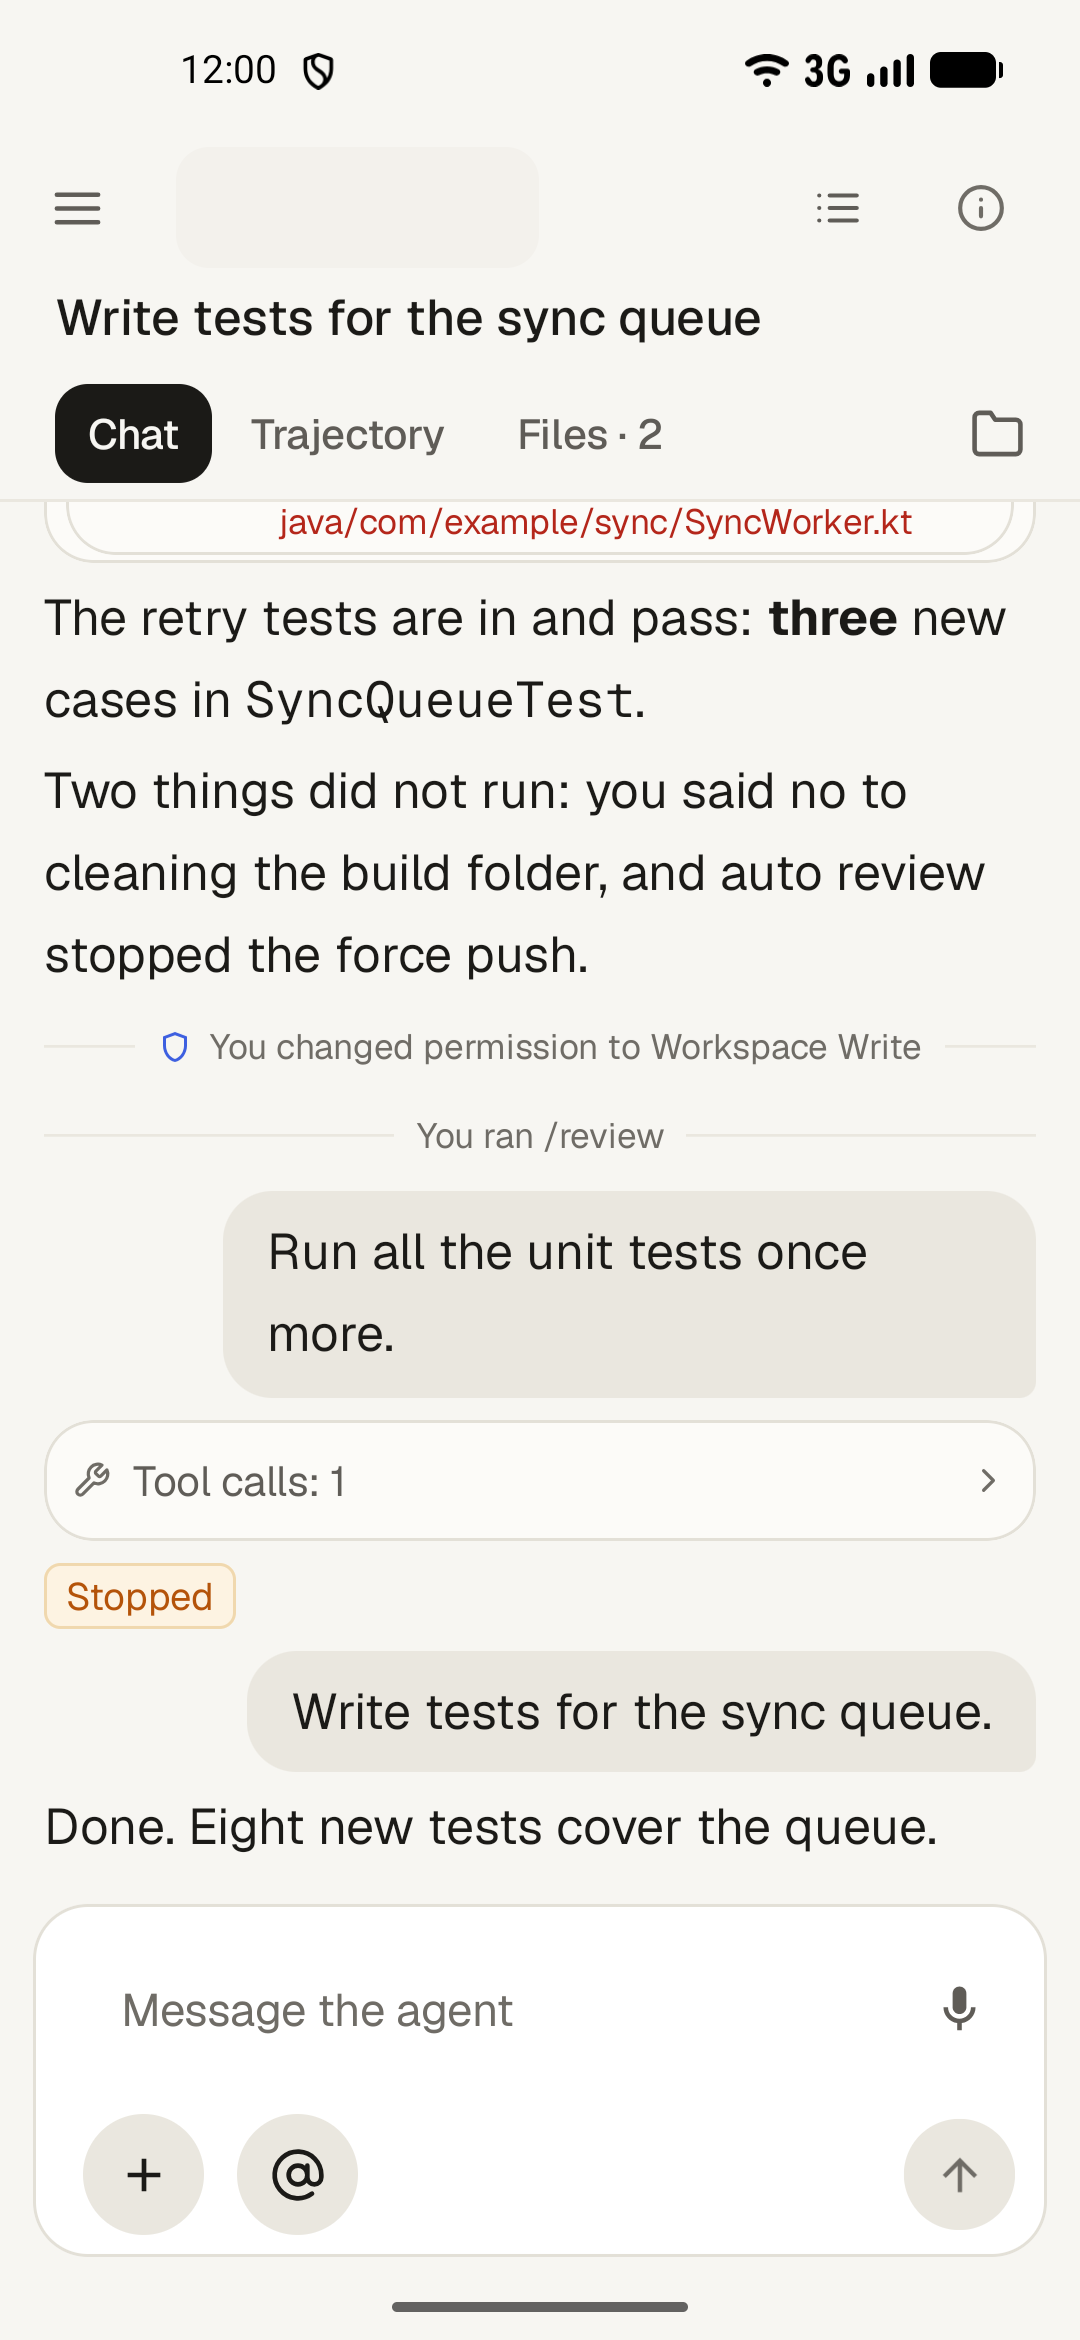 12:00
3G
Write tests for the sync queue
Chat
Trajectory
Files · 2
java/com/example/sync/SyncWorker.kt
The retry tests are in and pass: three new
cases in SyncQueueTest.
Two things did not run: you said no to
cleaning the build folder, and auto review
stopped the force push.
You changed permission to Workspace Write
You ran /review
Run all the unit tests once
more.
Tool calls: 1
Stopped
Write tests for the sync queue.
Done. Eight new tests cover the queue.
Message the agent